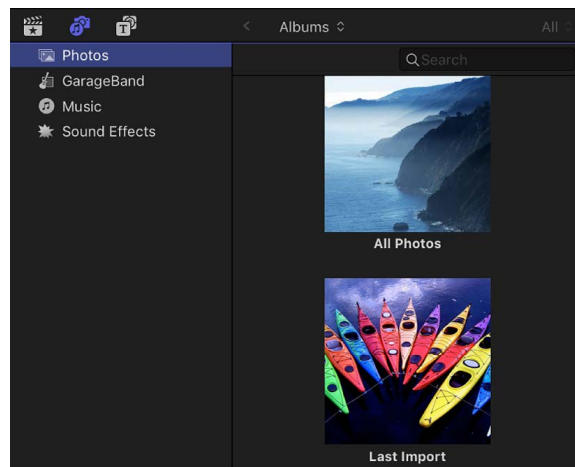 Albums
All
Photos
GarageBand
Music
Sound Effects
Search
All Photos
Last Import